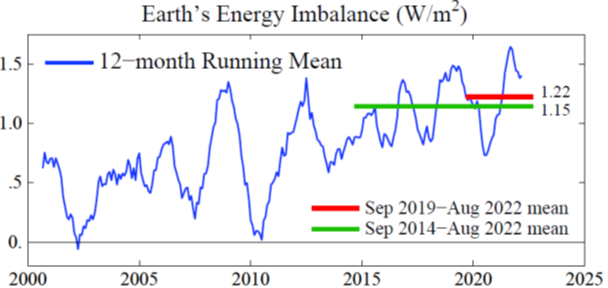 Earth's Energy Imbalance (W/m²)
12−month Running Mean
1.5
1.22
1.15
1.0
.5
Sep 2019−Aug 2022 mean
Sep 2014−Aug 2022 mean
0.
2000 2005 2010 2015 2020 2025